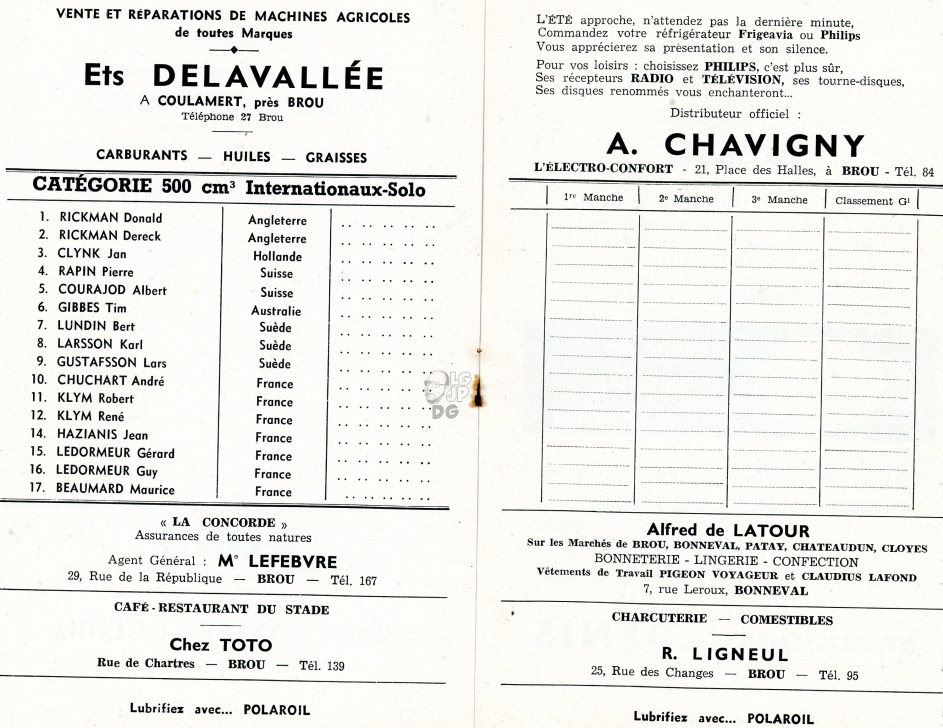 VENTE ET RÉPARATIONS DE MACHINES AGRICOLES
de toutes Marques
Ets DELAVALLÉE
A COULAMERT, près BROU
Téléphone 27 Brou
CARBURANTS — HUILES — GRAISSES
CATÉGORIE 500 cm³ Internationaux-Solo
1. RICKMAN Donald Angleterre
2. RICKMAN Dereck Angleterre
3. CLYNK Jan Hollande
4. RAPIN Pierre Suisse
5. COURAJOD Albert Suisse
6. GIBBES Tim Australie
7. LUNDIN Bert Suède
8. LARSSON Karl Suède
9. GUSTAFSSON Lars Suède
10. CHUCHART André France
11. KLYM Robert France
12. KLYM René France
14. HAZIANIS Jean France
15. LEDORMEUR Gérard France
16. LEDORMEUR Guy France
17. BEAUMARD Maurice France
« LA CONCORDE »
Assurances de toutes natures
Agent Général : M° LEFEBVRE
29, Rue de la République — BROU — Tél. 167
CAFÉ-RESTAURANT DU STADE
Chez TOTO
Rue de Chartres — BROU — Tél. 139
Lubrifiez avec... POLAROIL
L'ÉTÉ approche, n'attendez pas la dernière minute,
Commandez votre réfrigérateur Frigeavia ou Philips
Vous apprécierez sa présentation et son silence.
Pour vos loisirs : choisissez PHILIPS, c'est plus sûr,
Ses récepteurs RADIO et TÉLÉVISION, ses tourne-disques,
Ses disques renommés vous enchanteront...
Distributeur officiel :
A. CHAVIGNY
L'ÉLECTRO-CONFORT - 21, Place des Halles, à BROU - Tél. 84
1re Manche 2e Manche 3e Manche Classement Gl
Alfred de LATOUR
Sur les Marchés de BROU, BONNEVAL, PATAY, CHATEAUDUN, CLOYES
BONNETERIE - LINGERIE - CONFECTION
Vêtements de Travail PIGEON VOYAGEUR et CLAUDIUS LAFOND
7, rue Leroux, BONNEVAL
CHARCUTERIE — COMESTIBLES
R. LIGNEUL
25, Rue des Changes — BROU — Tél. 95
Lubrifiez avec... POLAROIL
LG
JP
DG